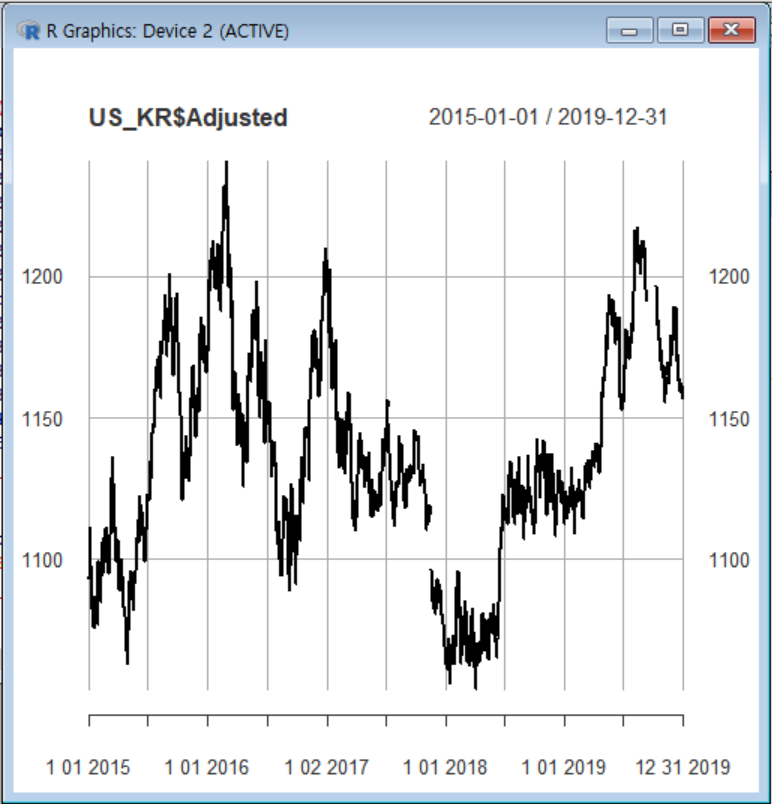 R Graphics: Device 2 (ACTIVE)
US_KR$Adjusted 2015-01-01 / 2019-12-31
1200 1200
1150 1150
1100 1100
1 01 2015 1 01 2016 1 02 2017 1 01 2018 1 01 2019 12 31 2019